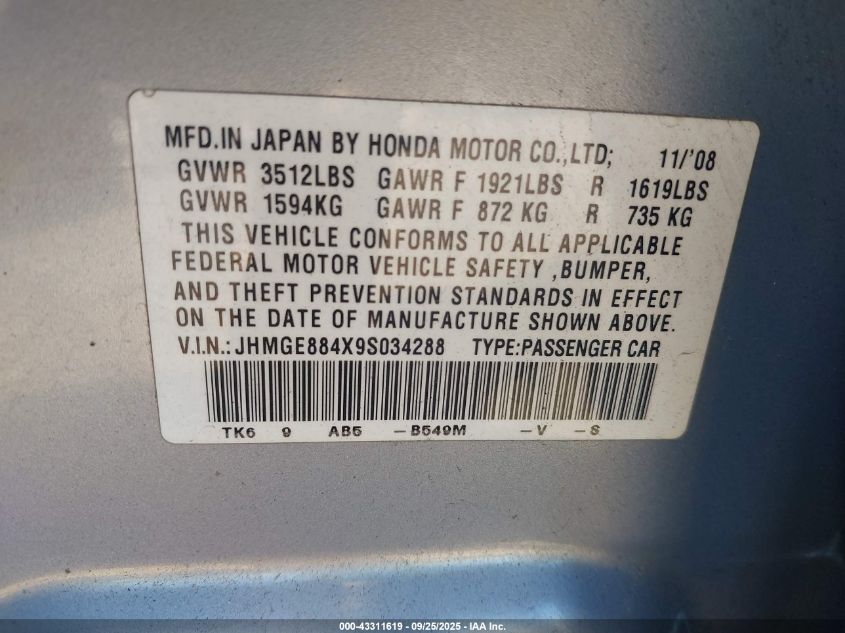 MFD.IN JAPAN BY HONDA MOTOR CO.,LTD; 11/'08
GVWR 3512LBS GAWR F 1921LBS R 1619LBS
GVWR 1594KG GAWR F 872 KG R 735 KG
THIS VEHICLE CONFORMS TO ALL APPLICABLE
FEDERAL MOTOR VEHICLE SAFETY ,BUMPER,
AND THEFT PREVENTION STANDARDS IN EFFECT
ON THE DATE OF MANUFACTURE SHOWN ABOVE.
V.I.N.:JHMGE884X9S034288 TYPE:PASSENGER CAR
TK6 9 AB5 -B549M -V -S
000-43311619 - 09/25/2025 - IAA Inc.